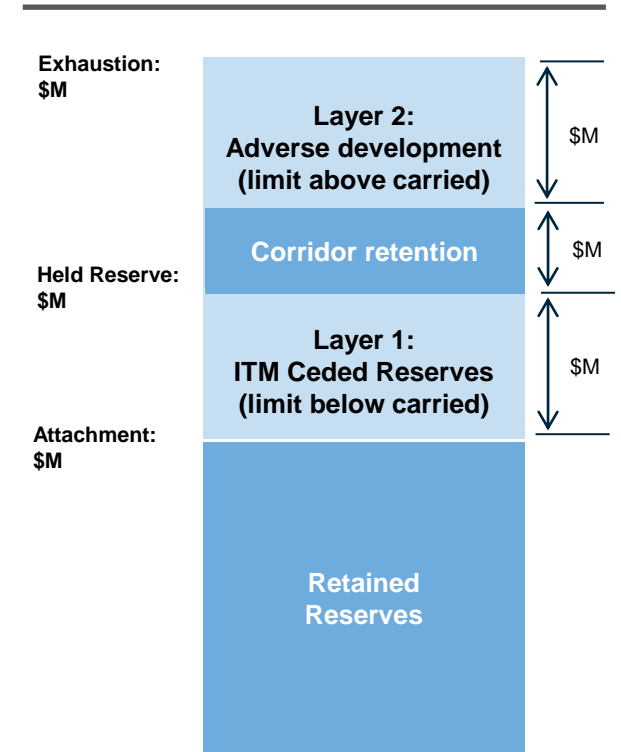 Exhaustion:
$M
Layer 2:
Adverse development
(limit above carried)
$M
Corridor retention
$M
Held Reserve:
$M
Layer 1:
ITM Ceded Reserves
(limit below carried)
$M
Attachment:
$M
Retained
Reserves